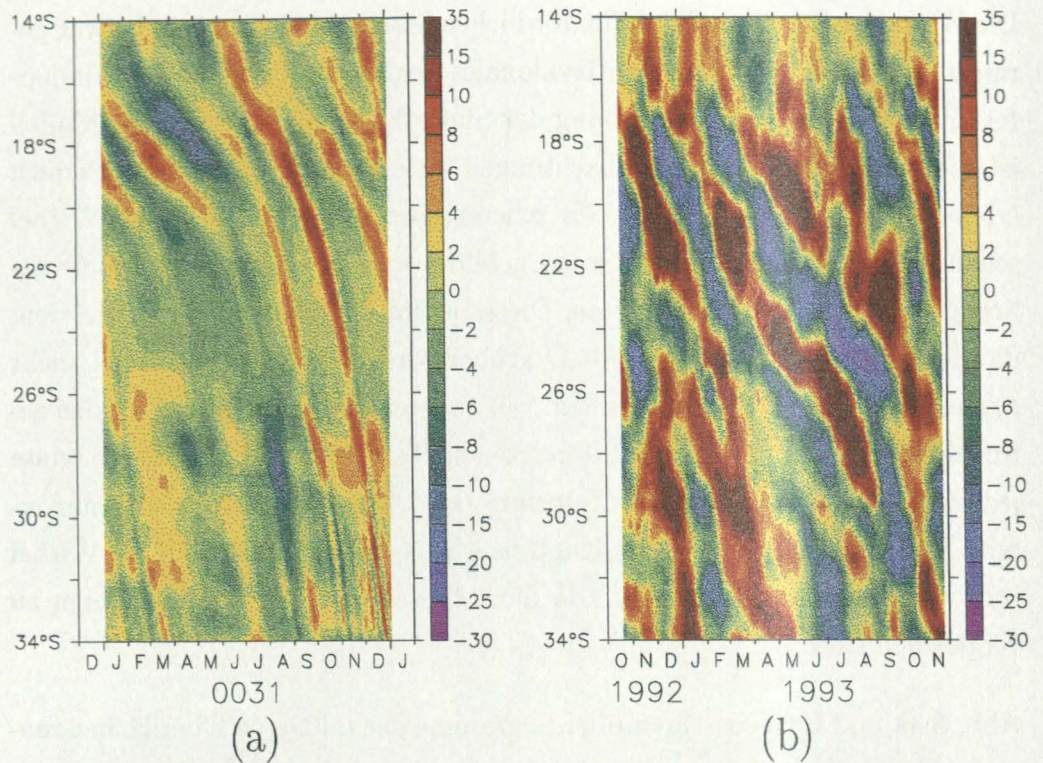 14°S
18°S
22°S
26°S
30°S
34°S
D J F M A M J J A S O N D J
0031
(a)
35
15
10
8
6
4
2
0
−2
−4
−6
−8
−10
−15
−20
−25
−30
14°S
18°S
22°S
26°S
30°S
34°S
O N D J F M A M J J A S O N
1992 1993
(b)
35
15
10
8
6
4
2
0
−2
−4
−6
−8
−10
−15
−20
−25
−30